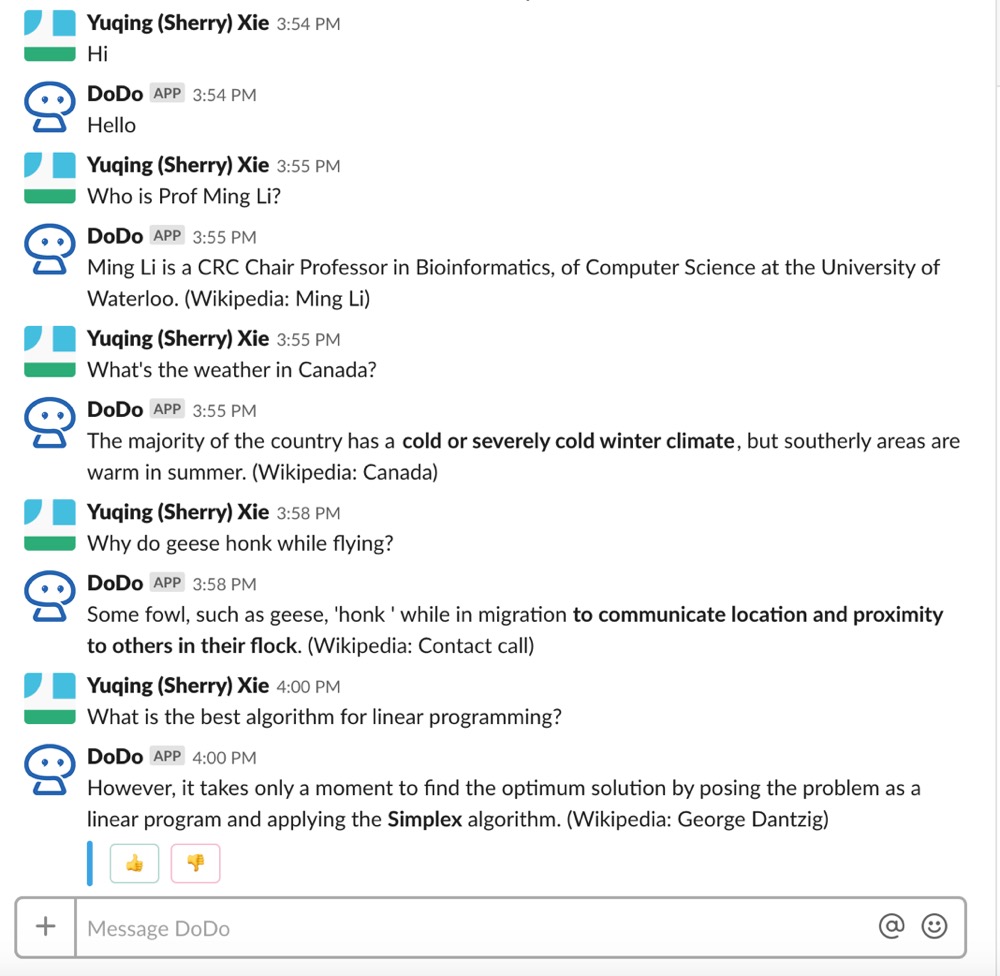 Yuqing (Sherry) Xie 3:54 PM
Hi
DoDo APP 3:54 PM
Hello
Yuqing (Sherry) Xie 3:55 PM
Who is Prof Ming Li?
DoDo APP 3:55 PM
Ming Li is a CRC Chair Professor in Bioinformatics, of Computer Science at the University of
Waterloo. (Wikipedia: Ming Li)
Yuqing (Sherry) Xie 3:55 PM
What's the weather in Canada?
DoDo APP 3:55 PM
The majority of the country has a cold or severely cold winter climate, but southerly areas are
warm in summer. (Wikipedia: Canada)
Yuqing (Sherry) Xie 3:58 PM
Why do geese honk while flying?
DoDo APP 3:58 PM
Some fowl, such as geese, 'honk ' while in migration to communicate location and proximity
to others in their flock. (Wikipedia: Contact call)
Yuqing (Sherry) Xie 4:00 PM
What is the best algorithm for linear programming?
DoDo APP 4:00 PM
However, it takes only a moment to find the optimum solution by posing the problem as a
linear program and applying the Simplex algorithm. (Wikipedia: George Dantzig)
Message DoDo